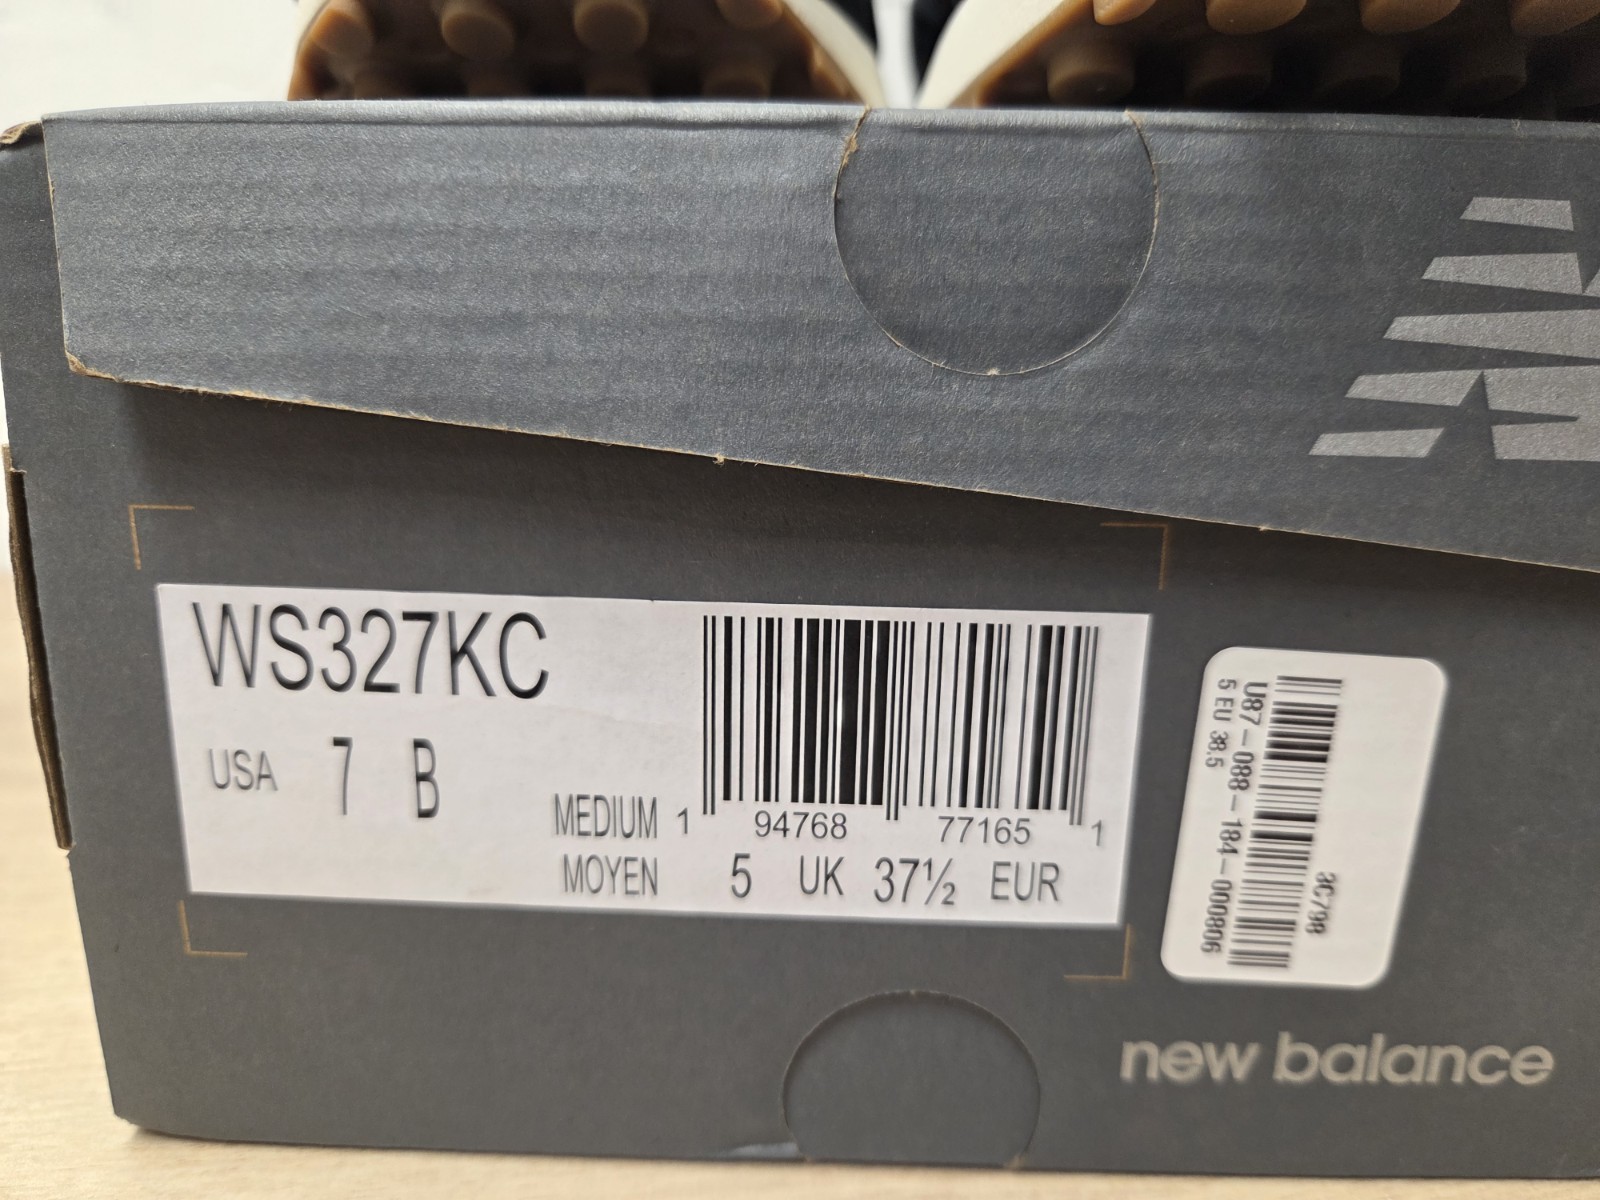 WS327KC
USA 7 B
MEDIUM
MOYEN
1 94768 77165 1
5 UK 37½ EUR
3C798
U87-088-184-000806
5 EU 38,5
new balance